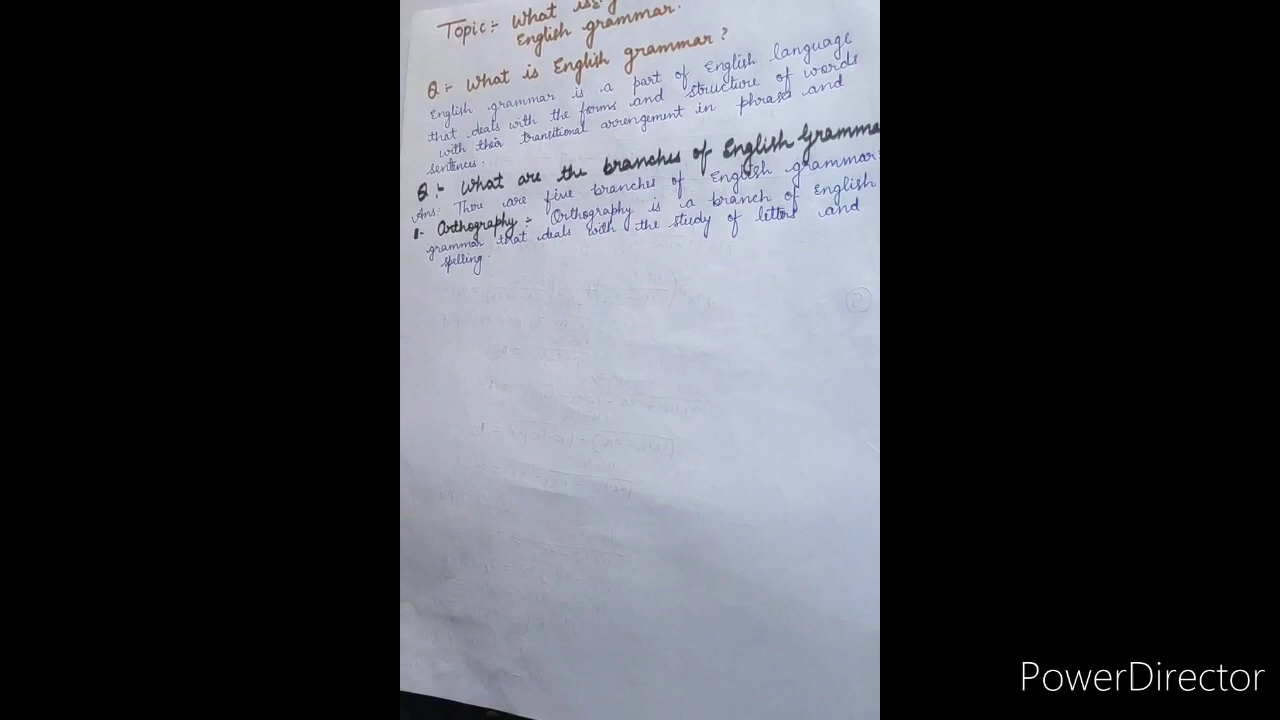 Topic:- What is
English grammar.
Q:- What is English grammar?
English grammar is a part of English language
that deals with the forms and structure of words
with their transitional arrengement in phrases and
sentences.
Q:- What are the branches of English Gramma
Ans:- There are five branches of English grammar:
1- Orthography:- Orthography is a branch of English
grammar that deals with the study of letters and
spelling.
PowerDirector